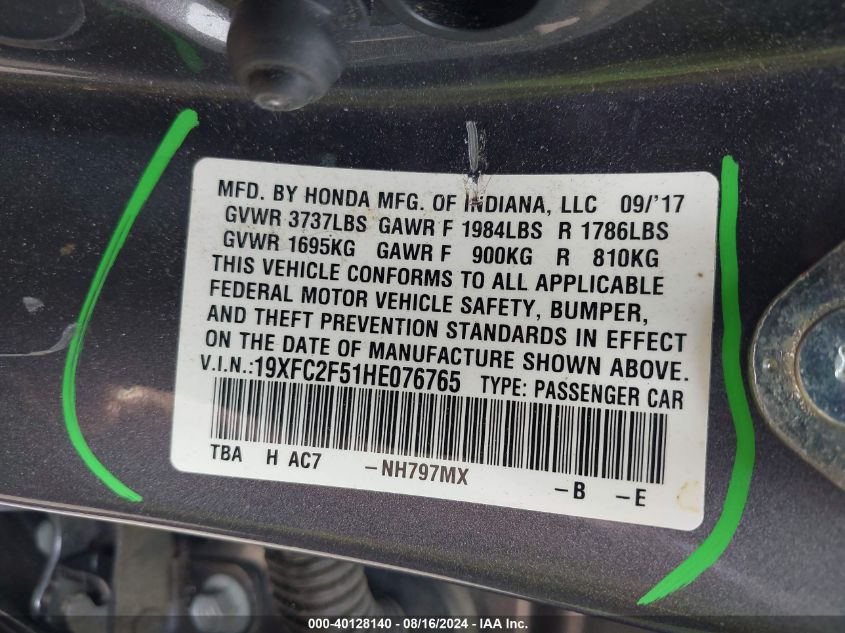 MFD. BY HONDA MFG. OF INDIANA, LLC 09/'17
GVWR 3737LBS GAWR F 1984LBS R 1786LBS
GVWR 1695KG GAWR F 900KG R 810KG
THIS VEHICLE CONFORMS TO ALL APPLICABLE
FEDERAL MOTOR VEHICLE SAFETY, BUMPER,
AND THEFT PREVENTION STANDARDS IN EFFECT
ON THE DATE OF MANUFACTURE SHOWN ABOVE.
V.I.N.:19XFC2F51HE076765 TYPE: PASSENGER CAR
TBA H AC7 –NH797MX –B –E
000-40128140 - 08/16/2024 - IAAI.COM